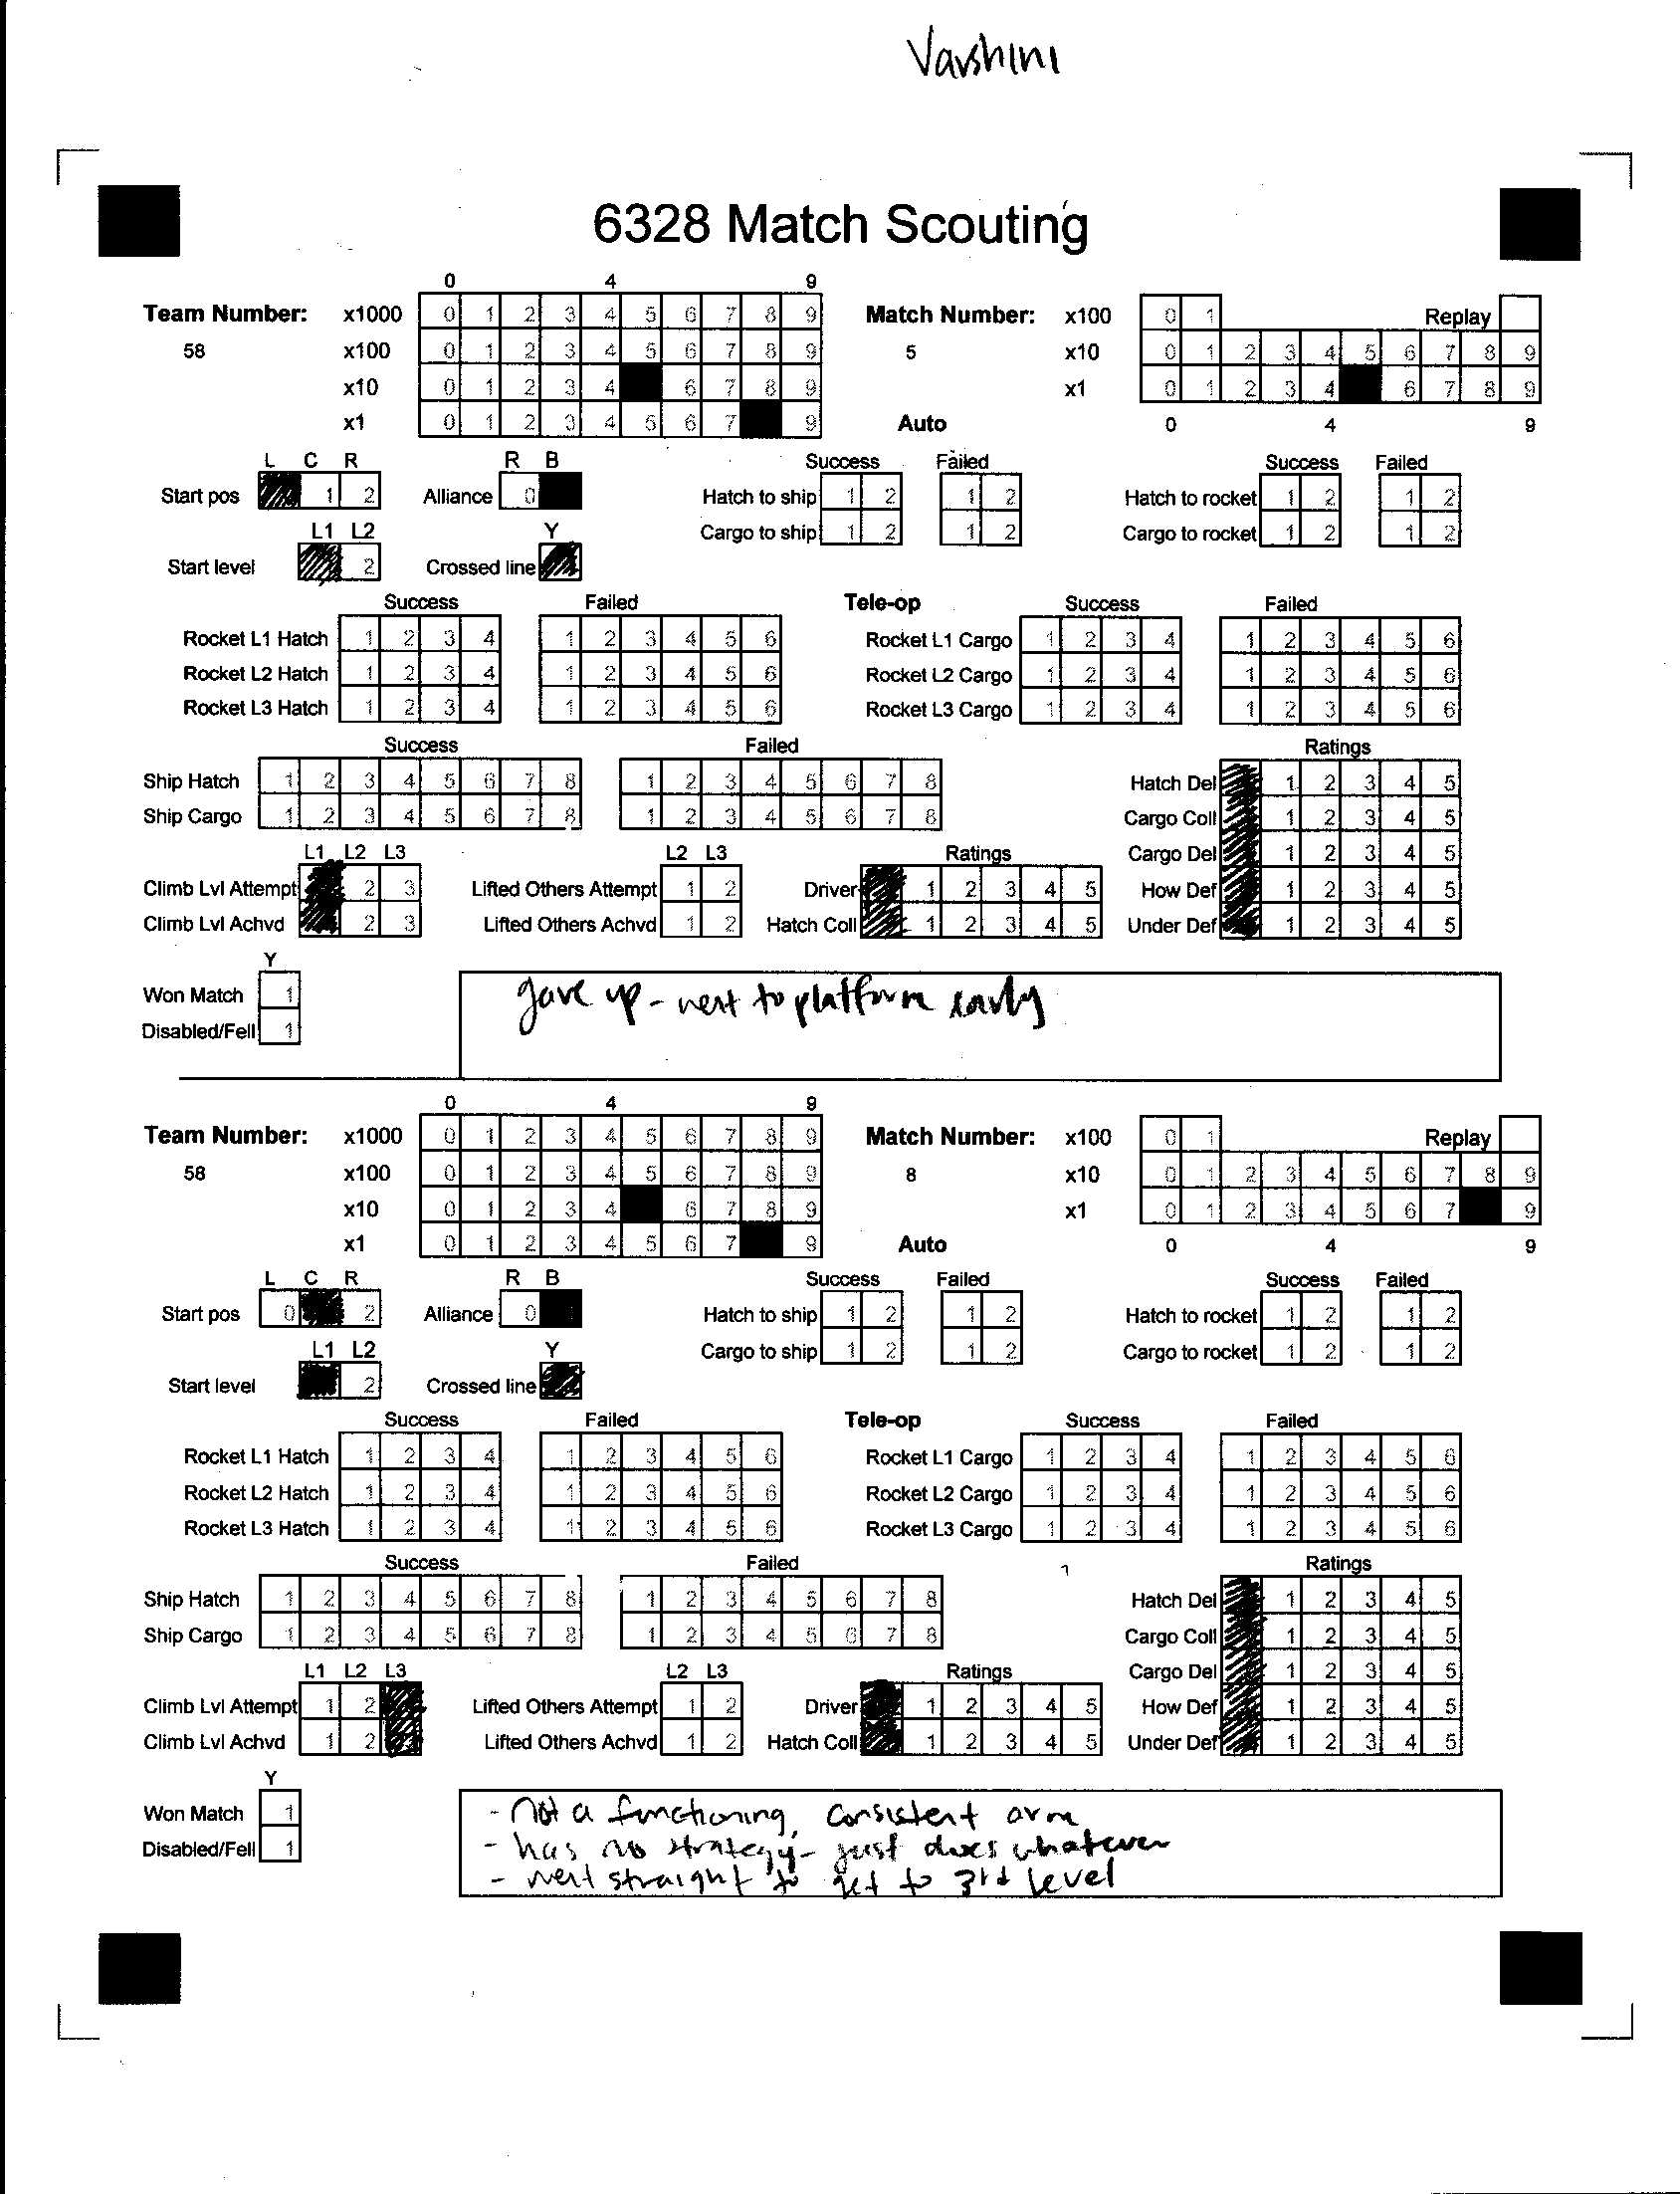 Varshini
6328 Match Scouting
0 4 9
Team Number: x1000 0 1 2 3 4 5 6 7 8 9 Match Number: x100 0 1 Replay
58 x100 0 1 2 3 4 5 6 7 8 9 5 x10 0 1 2 3 4 5 6 7 8 9
x10 0 1 2 3 4 6 7 8 9 x1 0 1 2 3 4 6 7 8 9
x1 0 1 2 3 4 5 6 7 9 Auto 0 4 9
L C R R B Success Failed Success Failed
Start pos 1 2 Alliance 0 Hatch to ship 1 2 1 2 Hatch to rocket 1 2 1 2
L1 L2 Y Cargo to ship 1 2 1 2 Cargo to rocket 1 2 1 2
Start level 2 Crossed line
Success Failed Tele-op Success Failed
Rocket L1 Hatch 1 2 3 4 1 2 3 4 5 6 Rocket L1 Cargo 1 2 3 4 1 2 3 4 5 6
Rocket L2 Hatch 1 2 3 4 1 2 3 4 5 6 Rocket L2 Cargo 1 2 3 4 1 2 3 4 5 6
Rocket L3 Hatch 1 2 3 4 1 2 3 4 5 6 Rocket L3 Cargo 1 2 3 4 1 2 3 4 5 6
Success Failed Ratings
Ship Hatch 1 2 3 4 5 6 7 8 1 2 3 4 5 6 7 8 Hatch Del 1 2 3 4 5
Ship Cargo 1 2 3 4 5 6 7 8 1 2 3 4 5 6 7 8 Cargo Coll 1 2 3 4 5
L1 L2 L3 L2 L3 Ratings Cargo Del 1 2 3 4 5
Climb Lvl Attempt 2 3 Lifted Others Attempt 1 2 Driver 1 2 3 4 5 How Def 1 2 3 4 5
Climb Lvl Achvd 2 3 Lifted Others Achvd 1 2 Hatch Coll 1 2 3 4 5 Under Def 1 2 3 4 5
Y
Won Match 1 gave up - went to platform early
Disabled/Fell 1
0 4 9
Team Number: x1000 0 1 2 3 4 5 6 7 8 9 Match Number: x100 0 1 Replay
58 x100 0 1 2 3 4 5 6 7 8 9 8 x10 0 1 2 3 4 5 6 7 8 9
x10 0 1 2 3 4 6 7 8 9 x1 0 1 2 3 4 5 6 7 9
x1 0 1 2 3 4 5 6 7 9 Auto 0 4 9
L C R R B Success Failed Success Failed
Start pos 0 2 Alliance 0 Hatch to ship 1 2 1 2 Hatch to rocket 1 2 1 2
L1 L2 Y Cargo to ship 1 2 1 2 Cargo to rocket 1 2 1 2
Start level 2 Crossed line
Success Failed Tele-op Success Failed
Rocket L1 Hatch 1 2 3 4 1 2 3 4 5 6 Rocket L1 Cargo 1 2 3 4 1 2 3 4 5 6
Rocket L2 Hatch 1 2 3 4 1 2 3 4 5 6 Rocket L2 Cargo 1 2 3 4 1 2 3 4 5 6
Rocket L3 Hatch 1 2 3 4 1 2 3 4 5 6 Rocket L3 Cargo 1 2 3 4 1 2 3 4 5 6
Success Failed Ratings
Ship Hatch 1 2 3 4 5 6 7 8 1 2 3 4 5 6 7 8 Hatch Del 1 2 3 4 5
Ship Cargo 1 2 3 4 5 6 7 8 1 2 3 4 5 6 7 8 Cargo Coll 1 2 3 4 5
L1 L2 L3 L2 L3 Ratings Cargo Del 1 2 3 4 5
Climb Lvl Attempt 1 2 Lifted Others Attempt 1 2 Driver 1 2 3 4 5 How Def 1 2 3 4 5
Climb Lvl Achvd 1 2 Lifted Others Achvd 1 2 Hatch Coll 1 2 3 4 5 Under Def 1 2 3 4 5
Y
Won Match 1 - Not a functioning, consistent arm
Disabled/Fell 1 - has no strategy - just does whatever
- went straight to get to 3rd level